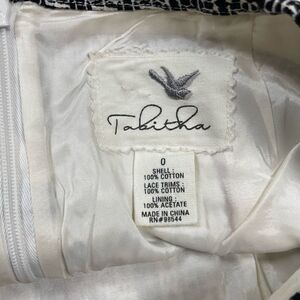 Tabitha
0
SHELL:
100% COTTON
LACE TRIMS:
100% COTTON
LINING:
100% ACETATE
MADE IN CHINA
RN#98544